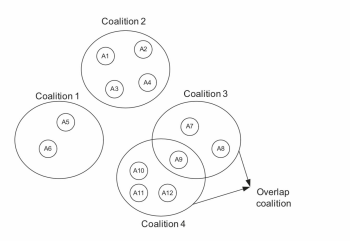 Coalition 2
A1
A2
A3
A4
Coalition 1
A5
A6
Coalition 3
A7
A8
A9
A10
A11
A12
Coalition 4
Overlap
coalition